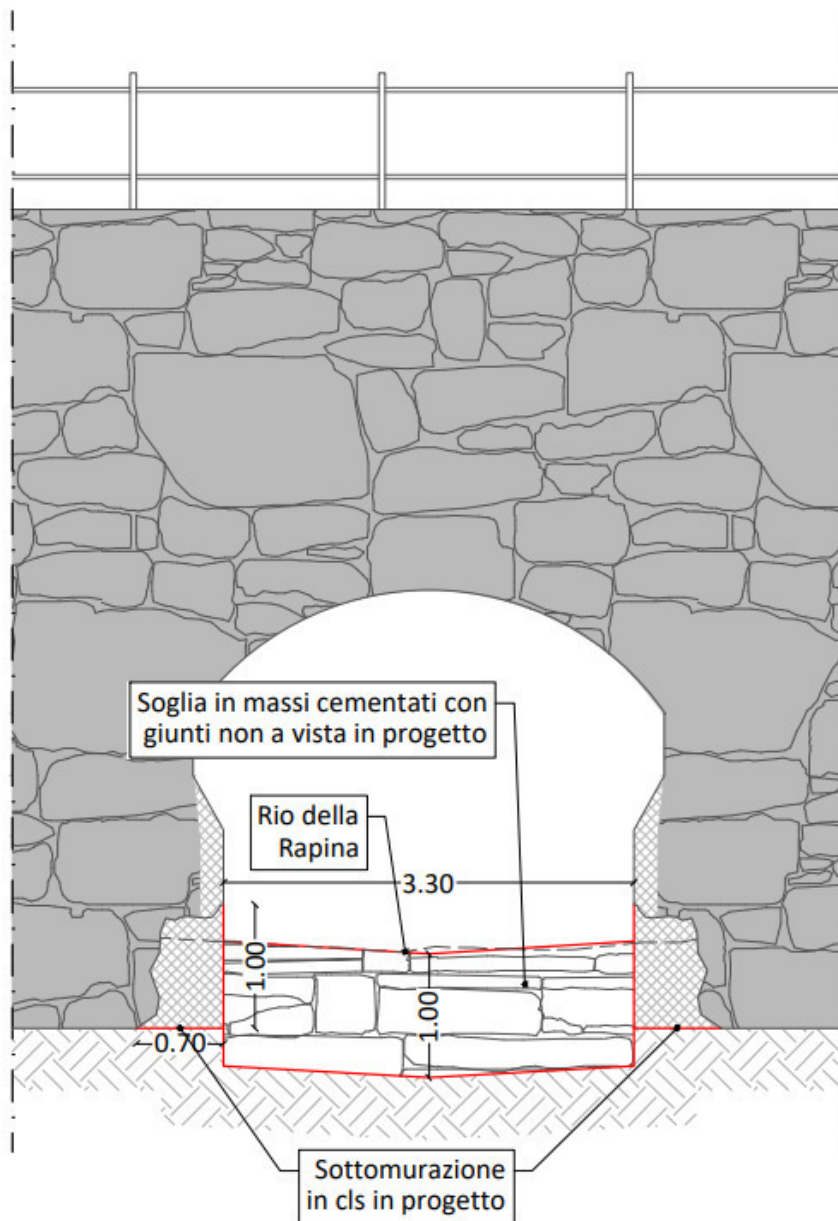 Soglia in massi cementati con
giunti non a vista in progetto
Rio della
Rapina
3.30
1.00
1.00
0.70
Sottomurazione
in cls in progetto